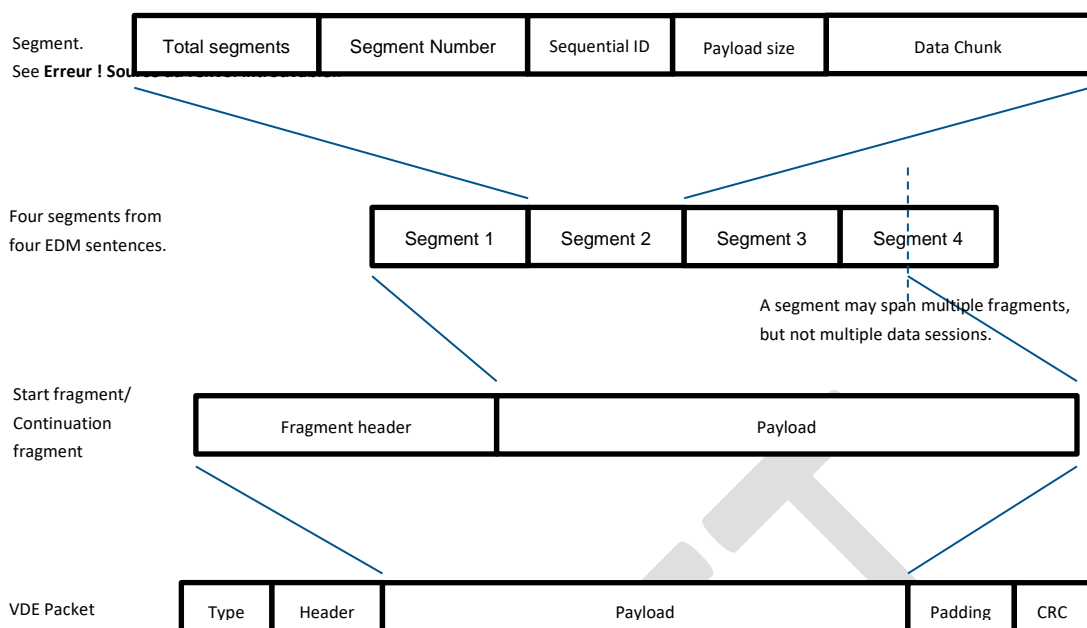 Segment.
Total segments Segment Number Sequential ID Payload size Data Chunk
See Erreur ! Source du renvoi introuvable.
Four segments from
four EDM sentences.
Segment 1 Segment 2 Segment 3 Segment 4
A segment may span multiple fragments,
but not multiple data sessions.
Start fragment/
Continuation
fragment
Fragment header Payload
VDE Packet
Type Header Payload Padding CRC